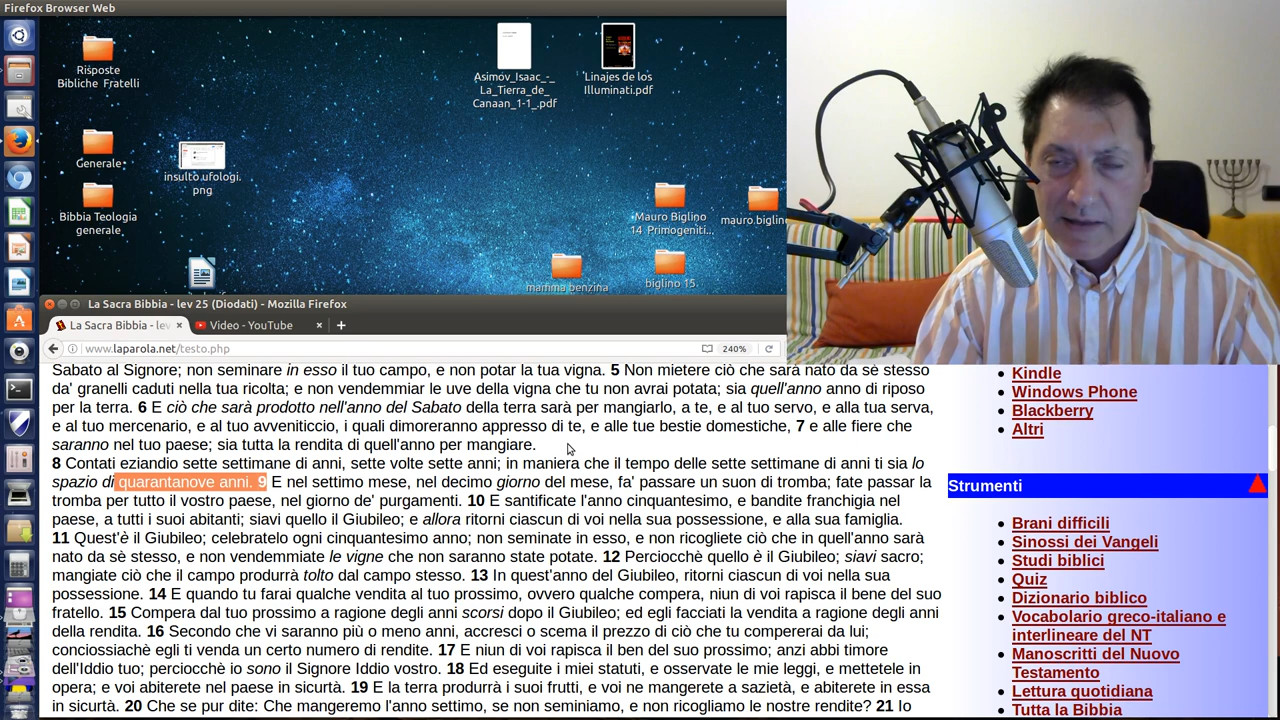 Firefox Browser Web
Risposte
Bibliche Fratelli
Asimov_Isaac_-_
La_Tierra_de_
Canaan_1-1_.pdf
Linajes de los
Illuminati.pdf
Generale
insulto ufologi.
png
Bibbia Teologia
generale
Mauro Biglino
14 Primogeniti...
mauro.biglino
mamma benzina
biglino 15.
La Sacra Bibbia - lev 25 (Diodati) - Mozilla Firefox
La Sacra Bibbia - lev × Video - YouTube × +
www.laparola.net/testo.php 240%
Sabato al Signore; non seminare in esso il tuo campo, e non potar la tua vigna. 5 Non mietere ciò che sarà nato da sè stesso
da' granelli caduti nella tua ricolta; e non vendemmiar le uve della vigna che tu non avrai potata; sia quell'anno anno di riposo
per la terra. 6 E ciò che sarà prodotto nell'anno del Sabato della terra sarà per mangiarlo, a te, e al tuo servo, e alla tua serva,
e al tuo mercenario, e al tuo avveniticcio, i quali dimoreranno appresso di te, e alle tue bestie domestiche, 7 e alle fiere che
saranno nel tuo paese; sia tutta la rendita di quell'anno per mangiare.
8 Contati eziandio sette settimane di anni, sette volte sette anni; in maniera che il tempo delle sette settimane di anni ti sia lo
spazio di quarantanove anni. 9 E nel settimo mese, nel decimo giorno del mese, fa' passare un suon di tromba; fate passar la
tromba per tutto il vostro paese, nel giorno de' purgamenti. 10 E santificate l'anno cinquantesimo, e bandite franchigia nel
paese, a tutti i suoi abitanti; siavi quello il Giubileo; e allora ritorni ciascun di voi nella sua possessione, e alla sua famiglia.
11 Quest'è il Giubileo; celebratelo ogni cinquantesimo anno; non seminate in esso, e non ricogliete ciò che in quell'anno sarà
nato da sè stesso, e non vendemmiate le vigne che non saranno state potate. 12 Perciocchè quello è il Giubileo; siavi sacro;
mangiate ciò che il campo produrrà tolto dal campo stesso. 13 In quest'anno del Giubileo, ritorni ciascun di voi nella sua
possessione. 14 E quando tu farai qualche vendita al tuo prossimo, ovvero qualche compera, niun di voi rapisca il bene del suo
fratello. 15 Compera dal tuo prossimo a ragione degli anni scorsi dopo il Giubileo; ed egli facciati la vendita a ragione degli anni
della rendita. 16 Secondo che vi saranno più o meno anni, accresci o scema il prezzo di ciò che tu compererai da lui;
conciossiachè egli ti venda un certo numero di rendite. 17 E niun di voi rapisca il ben del suo prossimo; anzi abbi timore
dell'Iddio tuo; perciocchè io sono il Signore Iddio vostro. Ed eseguite i miei statuti, e osservate le mie leggi, e mettetele in
opera; e voi abiterete nel paese in sicurtà. 19 E la terra produrrà i suoi frutti, e voi ne mangerete a sazietà, e abiterete in essa
in sicurtà. 20 Che se pur dite: Che mangeremo l'anno settimo, se non seminiamo, e non ricogliamo le nostre rendite? 21 Io
Kindle
Windows Phone
Blackberry
Altri
Strumenti
Brani difficili
Sinossi dei Vangeli
Studi biblici
Quiz
Dizionario biblico
Vocabolario greco-italiano e
interlineare del NT
Manoscritti del Nuovo
Testamento
Lettura quotidiana
Tutta la Bibbia